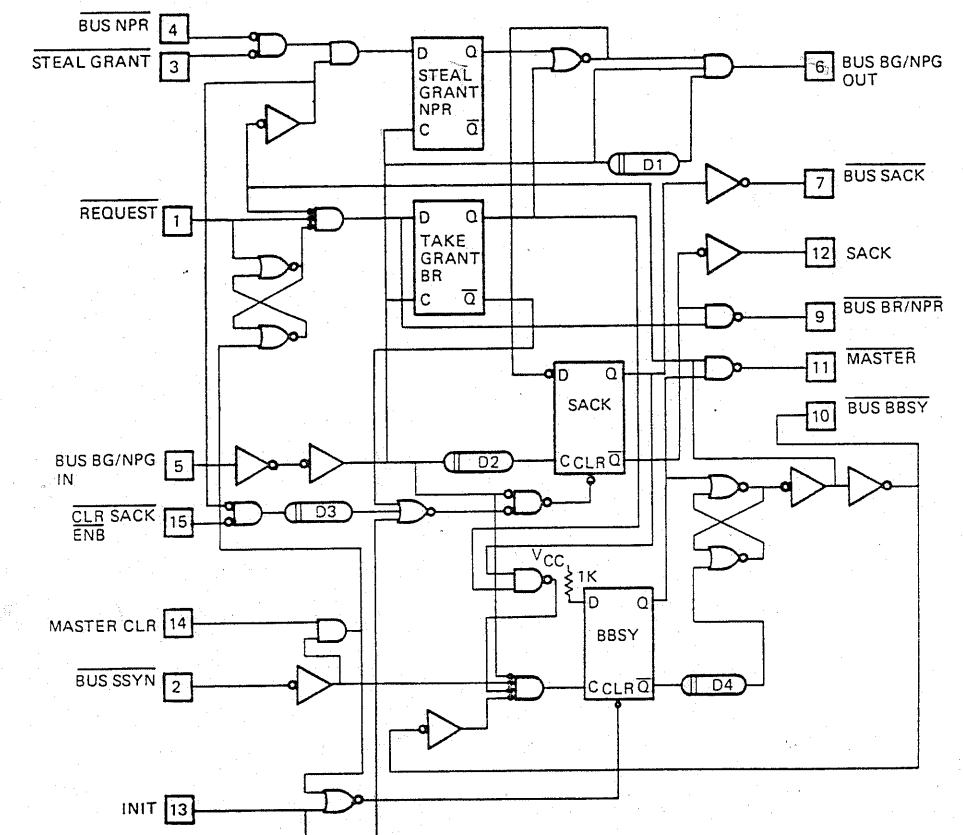 BUS NPR 4
STEAL GRANT 3
D Q
STEAL
GRANT
NPR
C Q
6 BUS BG/NPG
OUT
D1
7 BUS SACK
REQUEST 1
D Q
TAKE
GRANT
BR
C Q
12 SACK
9 BUS BR/NPR
11 MASTER
10 BUS BBSY
D Q
SACK
C CLR Q
BUS BG/NPG 5
IN
D2
CLR SACK 15
ENB
D3
VCC
1K
D Q
BBSY
C CLR Q
D4
MASTER CLR 14
BUS SSYN 2
INIT 13